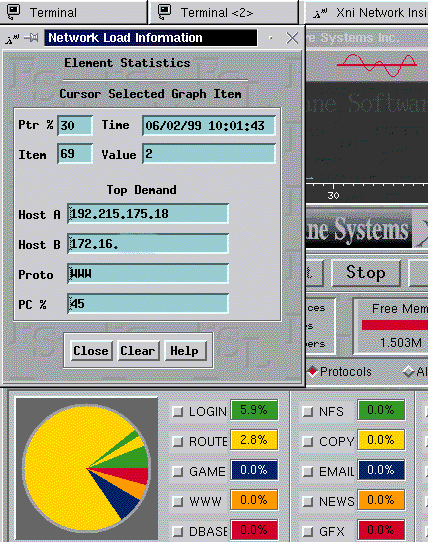 Terminal
Terminal <2>
Xni Network Insi
Network Load Information
re Systems Inc.
Element Statistics
Cursor Selected Graph Item
ane Software
Ptr % 30 Time 06/02/99 10:01:43
Item 69 Value 2
30
Top Demand
Host A 192.215.175.18
Host B 172.16.
ne Systems
Proto WWW
Stop
PC % 45
Free Mem
1.503M
Close Clear Help
Protocols
Al
LOGIN 5.9% NFS 0.0%
ROUTE 2.8% COPY 0.0%
GAME 0.0% EMAIL 0.0%
WWW 0.0% NEWS 0.0%
DBASE 0.0% GFX 0.0%